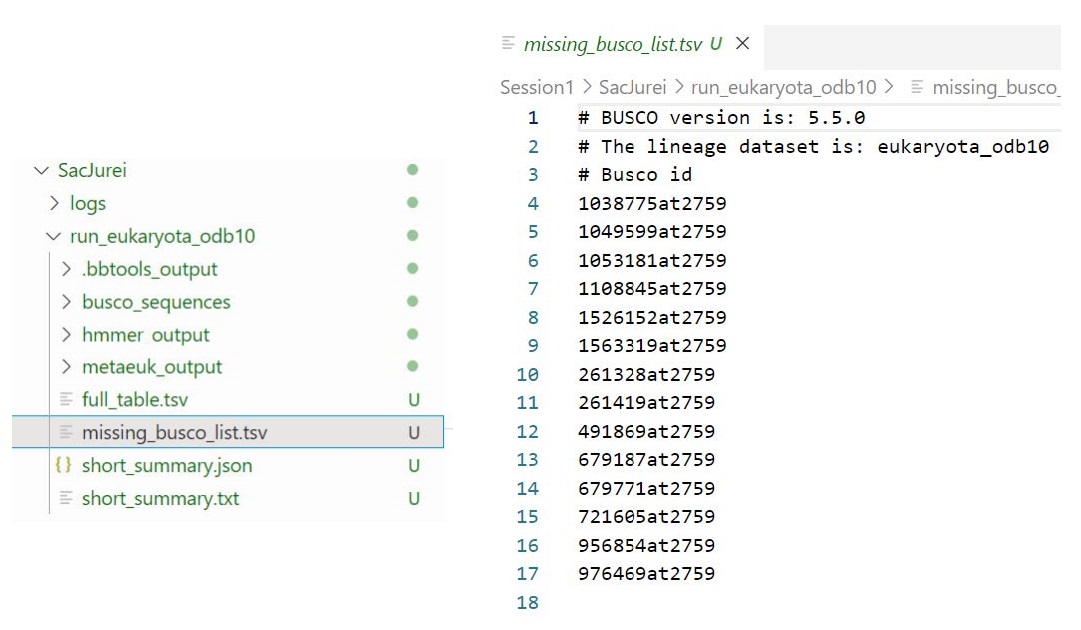 SacJurei
logs
run_eukaryota_odb10
.bbtools_output
busco_sequences
hmmer output
metaeuk_output
full_table.tsv U
missing_busco_list.tsv U
{} short_summary.json U
short_summary.txt U
missing_busco_list.tsv U
Session1 > SacJurei > run_eukaryota_odb10 > missing_busco_
1 # BUSCO version is: 5.5.0
2 # The lineage dataset is: eukaryota_odb10
3 # Busco id
4 1038775at2759
5 1049599at2759
6 1053181at2759
7 1108845at2759
8 1526152at2759
9 1563319at2759
10 261328at2759
11 261419at2759
12 491869at2759
13 679187at2759
14 679771at2759
15 721605at2759
16 956854at2759
17 976469at2759
18